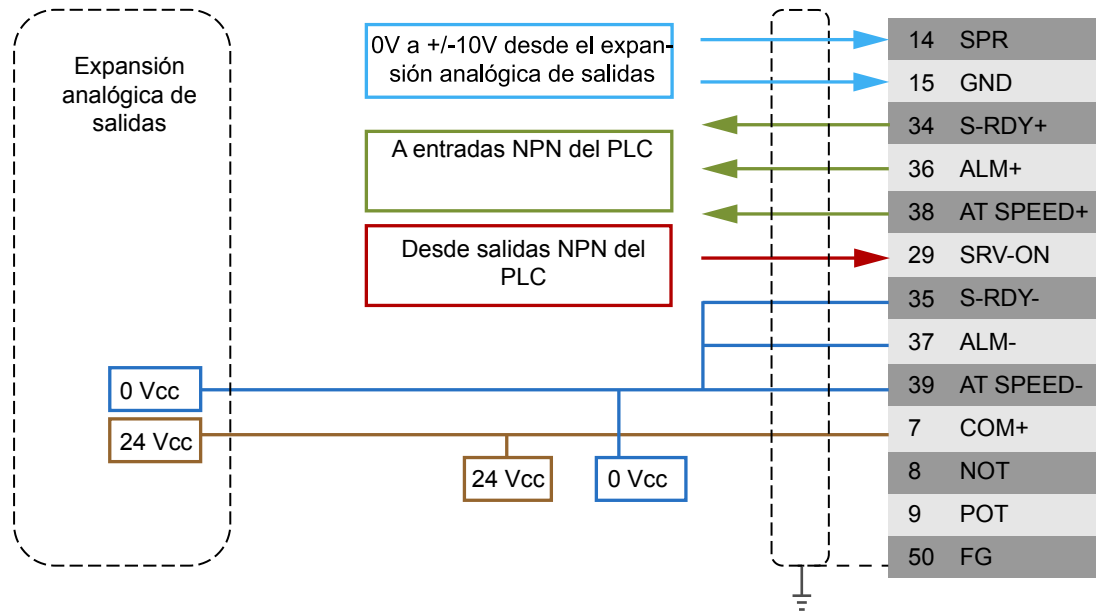 Expansión
analógica de
salidas
0V a +/-10V desde el expan-
sión analógica de salidas
A entradas NPN del PLC
Desde salidas NPN del
PLC
0 Vcc
24 Vcc
24 Vcc
0 Vcc
14 SPR
15 GND
34 S-RDY+
36 ALM+
38 AT SPEED+
29 SRV-ON
35 S-RDY-
37 ALM-
39 AT SPEED-
7 COM+
8 NOT
9 POT
50 FG